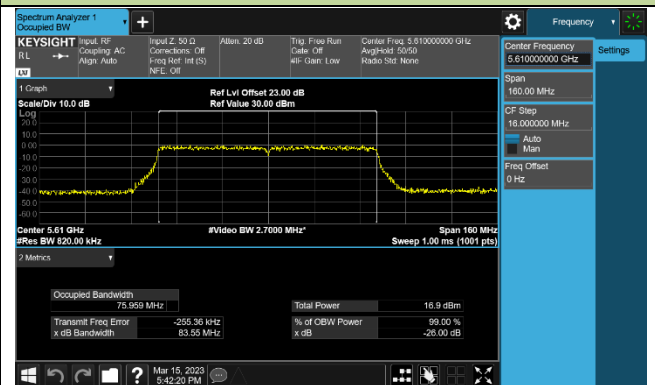 Spectrum Analyzer 1
Occupied BW
+
Frequency
KEYSIGHT
RL
LXI
Input: RF
Coupling: AC
Align: Auto
Input Z: 50 Ω
Corrections: Off
Freq Ref: Int (S)
NFE: Off
Atten: 20 dB
Trig: Free Run
Gate: Off
#IF Gain: Low
Center Freq: 5.610000000 GHz
Avg|Hold: 50/50
Radio Std: None
Center Frequency
5.610000000 GHz
Settings
Span
160.00 MHz
CF Step
16.000000 MHz
Auto
Man
Freq Offset
0 Hz
1 Graph
Scale/Div 10.0 dB
Ref Lvl Offset 23.00 dB
Ref Value 30.00 dBm
Log
20.0
10.0
0.00
-10.0
-20.0
-30.0
-40.0
-50.0
-60.0
Center 5.61 GHz
#Res BW 820.00 kHz
#Video BW 2.7000 MHz*
Span 160 MHz
Sweep 1.00 ms (1001 pts)
2 Metrics
Occupied Bandwidth
75.959 MHz
Total Power 16.9 dBm
Transmit Freq Error -255.36 kHz
% of OBW Power 99.00 %
x dB Bandwidth 83.55 MHz
x dB -26.00 dB
?
Mar 15, 2023
5:42:20 PM